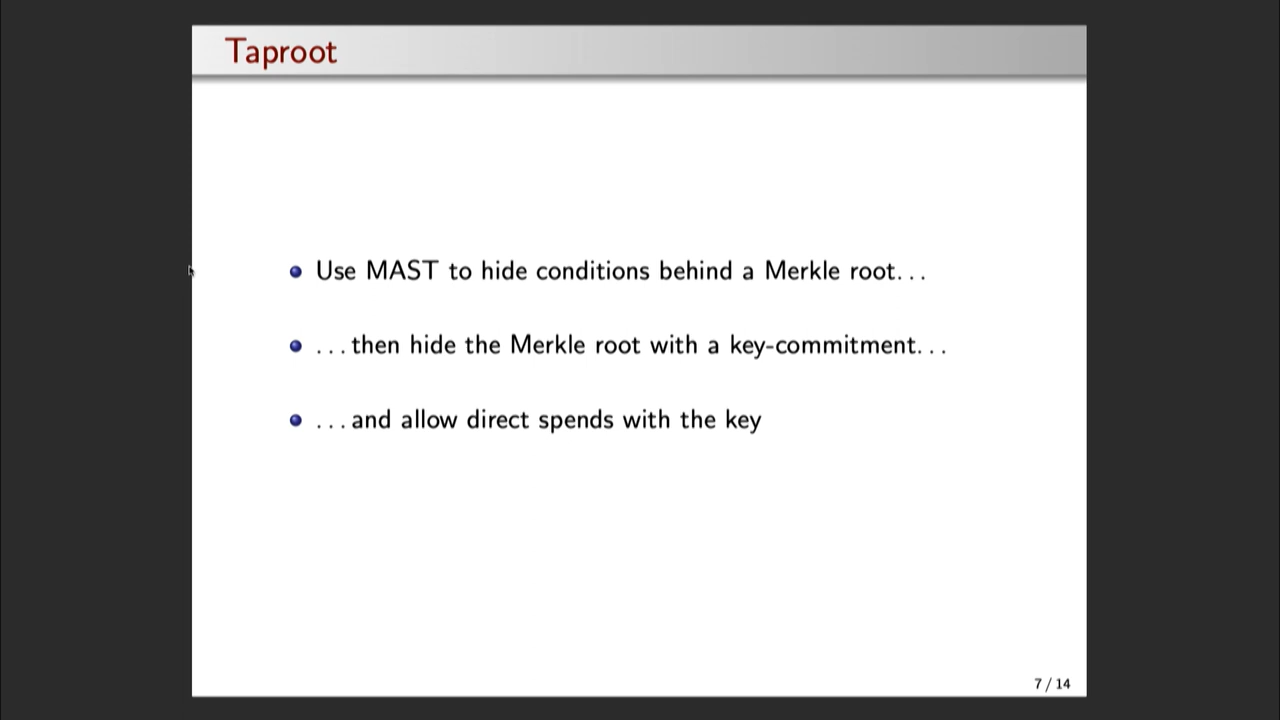 Taproot
Use MAST to hide conditions behind a Merkle root...
...then hide the Merkle root with a key-commitment...
...and allow direct spends with the key
7 / 14